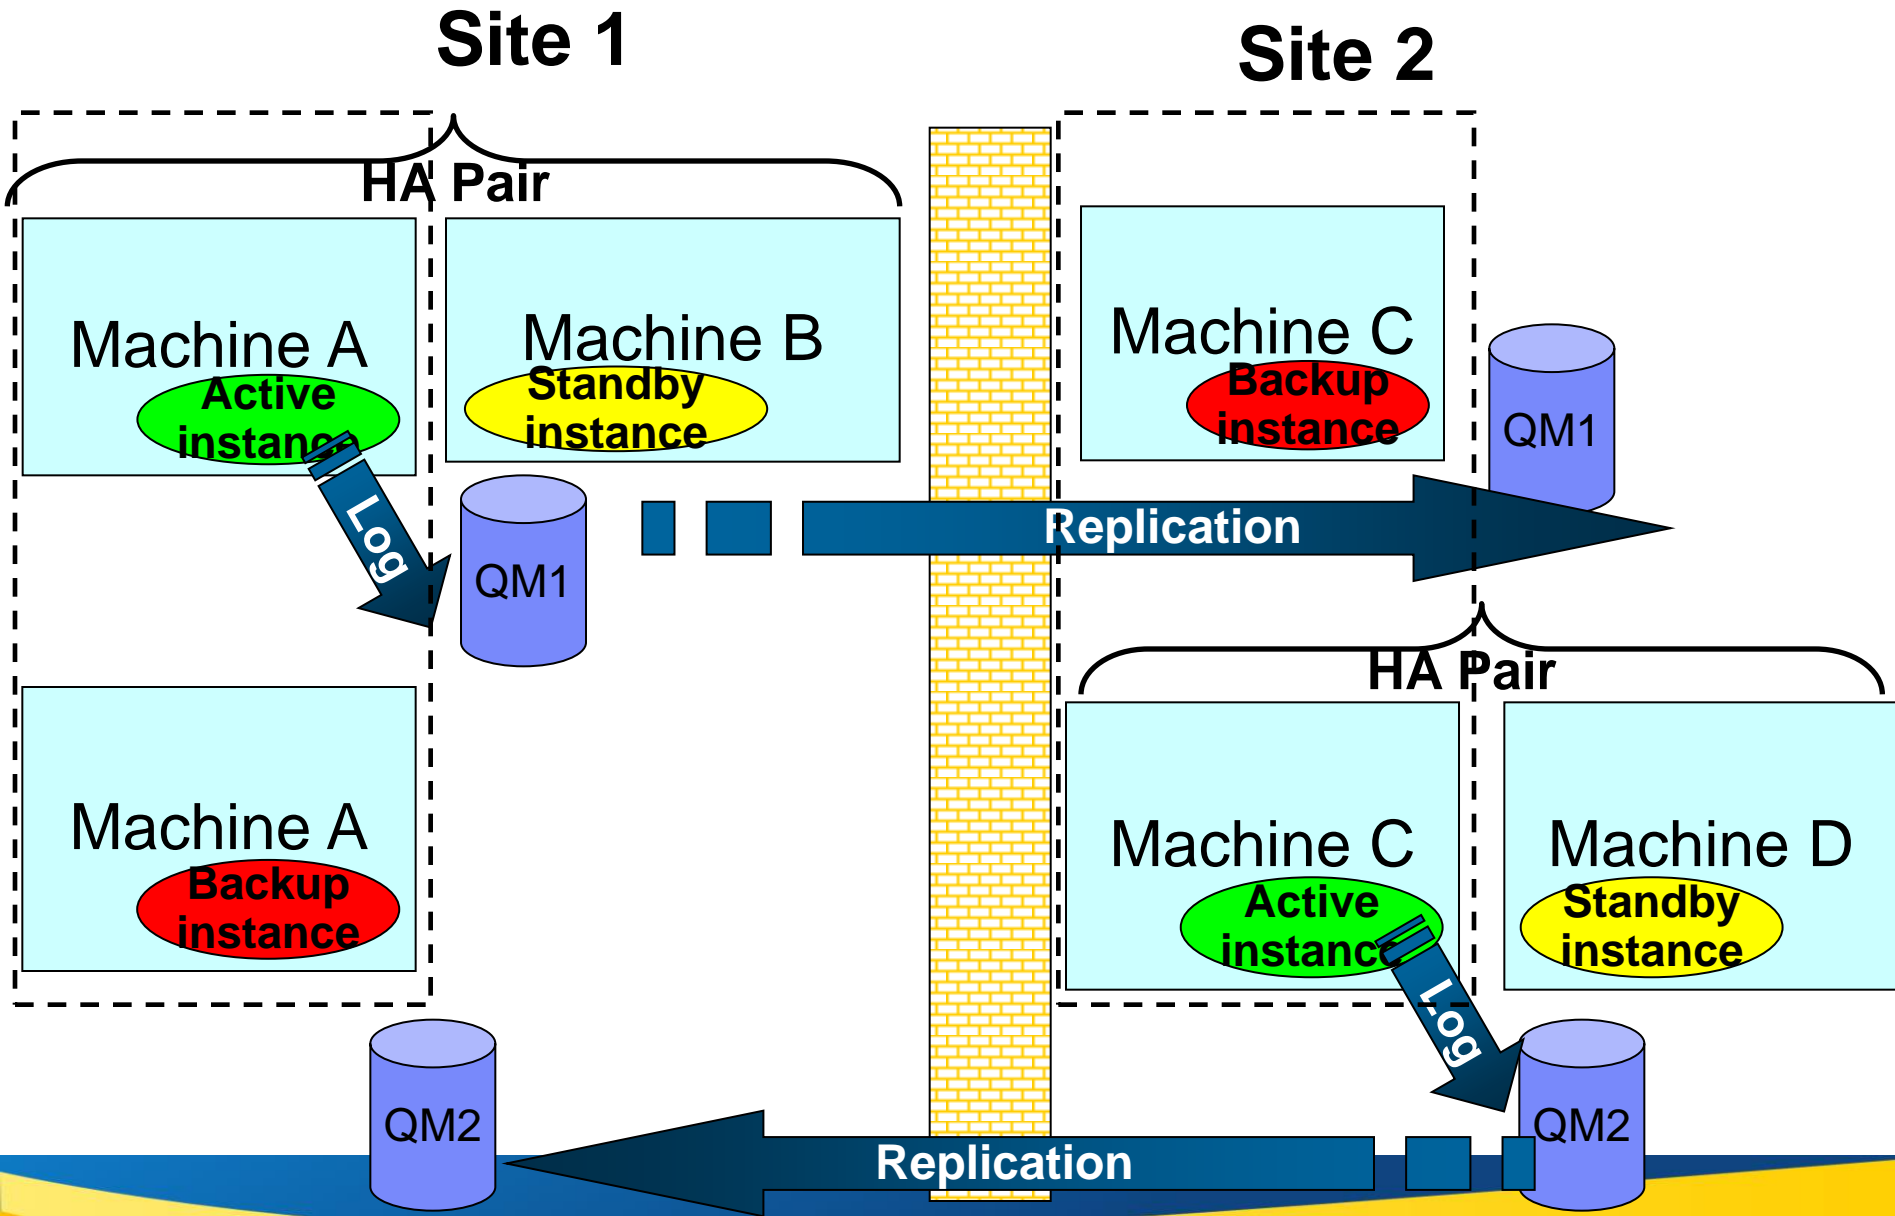 Site 1
Site 2
HA Pair
Machine A
Active
instance
Machine B
Standby
instance
Machine C
Backup
instance
QM1
Log
QM1
Replication
HA Pair
Machine A
Backup
instance
Machine C
Active
instance
Machine D
Standby
instance
Log
QM2
QM2
Replication